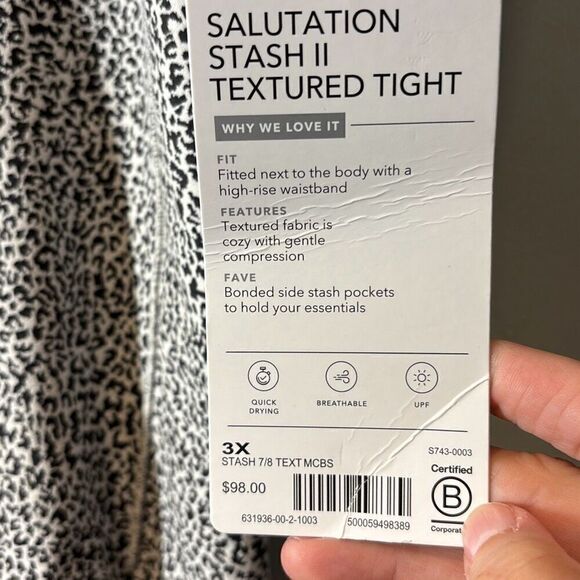 SALUTATION
STASH II
TEXTURED TIGHT
WHY WE LOVE IT
FIT
Fitted next to the body with a
high-rise waistband
FEATURES
Textured fabric is
cozy with gentle
compression
FAVE
Bonded side stash pockets
to hold your essentials
QUICK
DRYING
BREATHABLE
UPF
3X
S743-0003
STASH 7/8 TEXT MCBS
$98.00
631936-00-2-1003
500059498389
Certified
B
Corporat